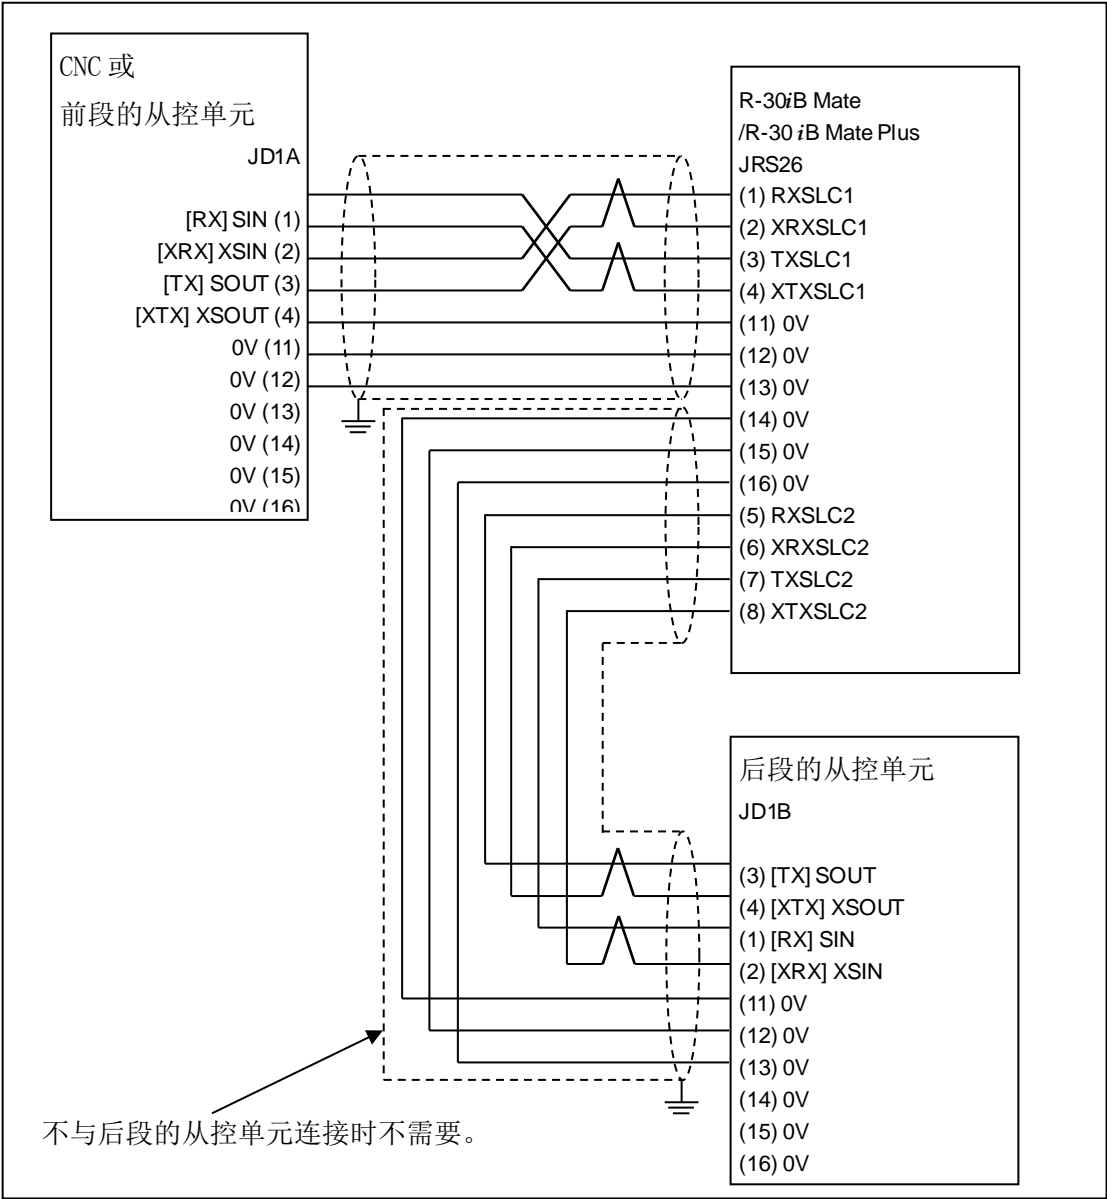 CNC 或
前段的从控单元
JD1A
[RX] SIN (1)
[XRX] XSIN (2)
[TX] SOUT (3)
[XTX] XSOUT (4)
0V (11)
0V (12)
0V (13)
0V (14)
0V (15)
0V (16)
R-30iB Mate
/R-30 iB Mate Plus
JRS26
(1) RXSLC1
(2) XRXSLC1
(3) TXSLC1
(4) XTXSLC1
(11) 0V
(12) 0V
(13) 0V
(14) 0V
(15) 0V
(16) 0V
(5) RXSLC2
(6) XRXSLC2
(7) TXSLC2
(8) XTXSLC2
后段的从控单元
JD1B
(3) [TX] SOUT
(4) [XTX] XSOUT
(1) [RX] SIN
(2) [XRX] XSIN
(11) 0V
(12) 0V
(13) 0V
(14) 0V
(15) 0V
(16) 0V
不与后段的从控单元连接时不需要。